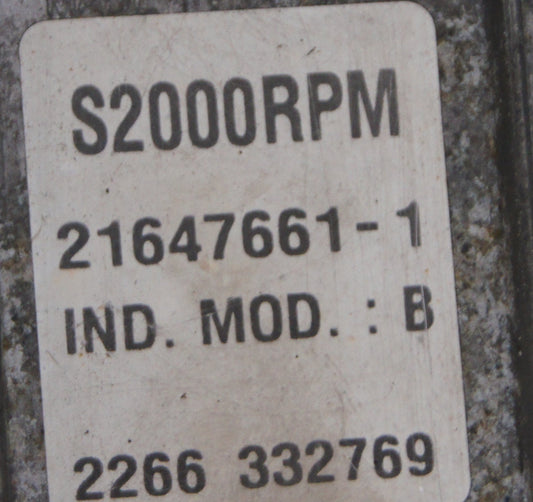 S2000RPM
21647661-1
IND. MOD. : B
2266 332769